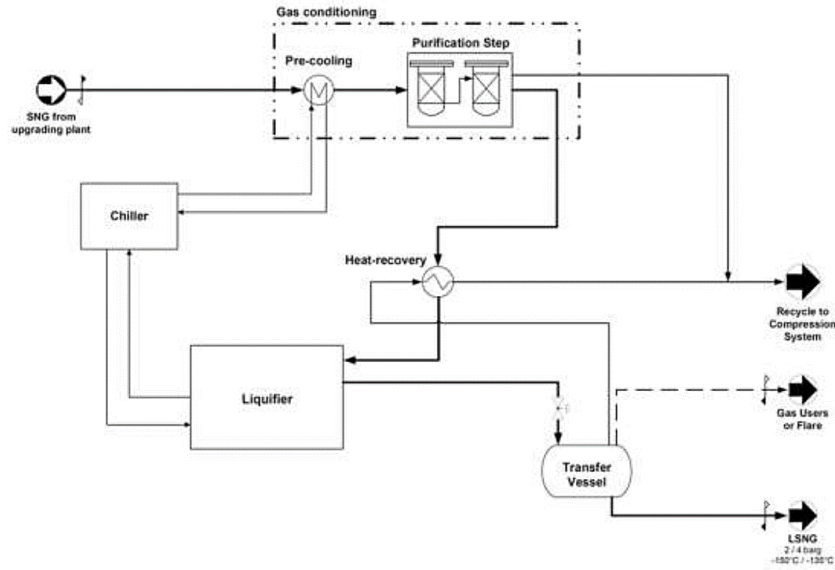 Gas conditioning
Purification Step
Pre-cooling
SNG from
upgrading plant
Chiller
Heat-recovery
Recycle to
Compression
System
Liquifier
Gas Users
or Flare
Transfer
Vessel
LSNG
2 / 4 barg
-150°C / -135°C